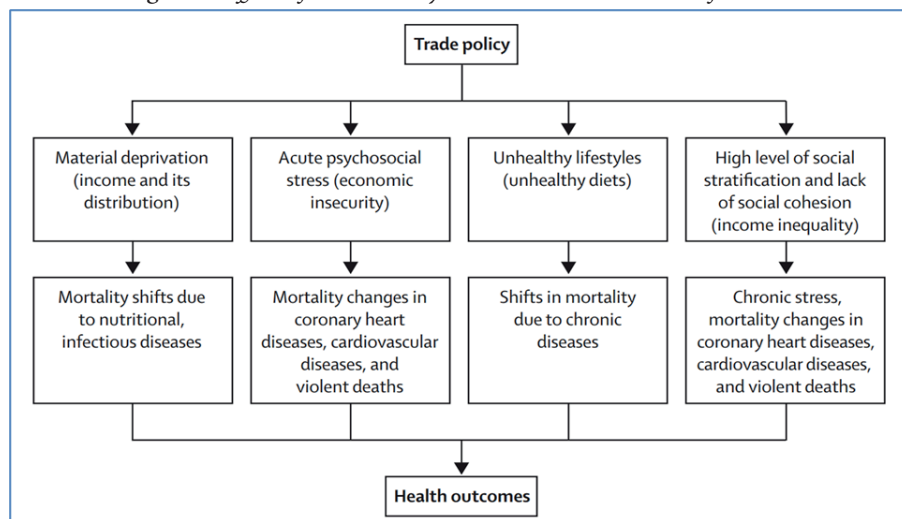 Trade policy
Material deprivation
(income and its
distribution)
Acute psychosocial
stress (economic
insecurity)
Unhealthy lifestyles
(unhealthy diets)
High level of social
stratification and lack
of social cohesion
(income inequality)
Mortality shifts due
to nutritional,
infectious diseases
Mortality changes in
coronary heart
diseases, cardiovascular
diseases, and
violent deaths
Shifts in mortality
due to chronic
diseases
Chronic stress,
mortality changes in
coronary heart diseases,
cardiovascular diseases,
and violent deaths
Health outcomes